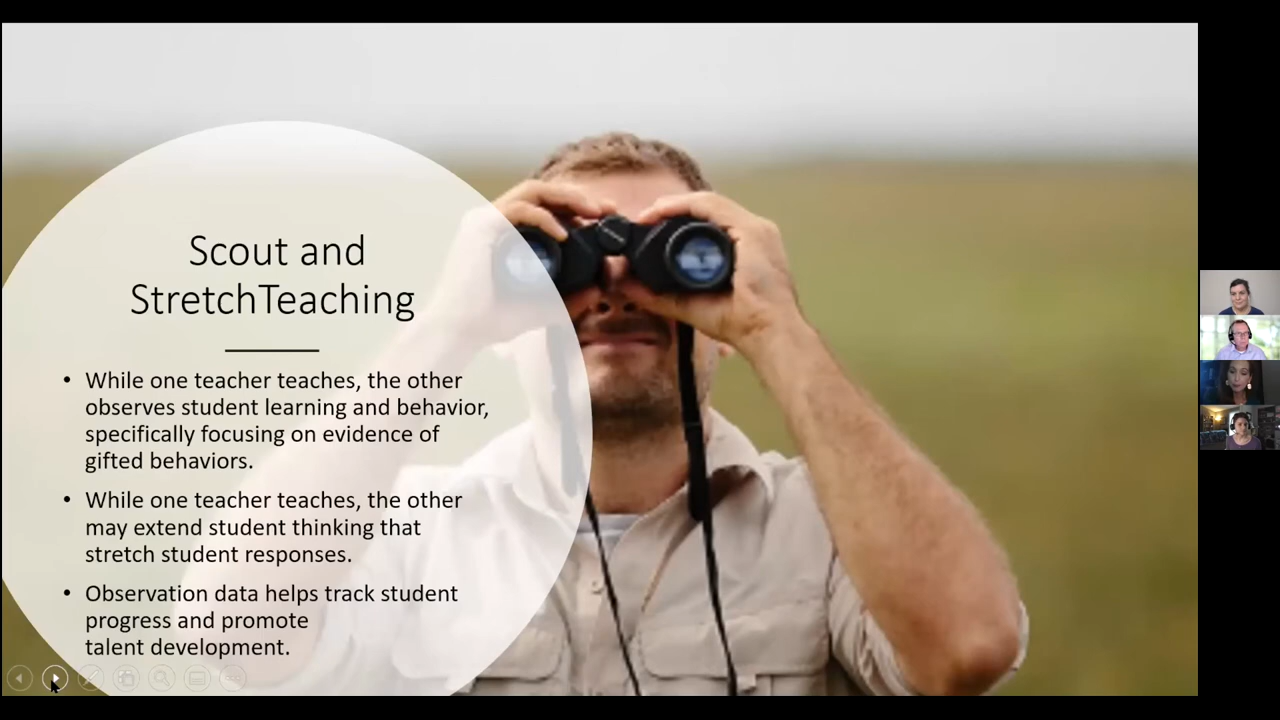 Scout and
StretchTeaching
• While one teacher teaches, the other
observes student learning and behavior,
specifically focusing on evidence of
gifted behaviors.
• While one teacher teaches, the other
may extend student thinking that
stretch student responses.
• Observation data helps track student
progress and promote
talent development.